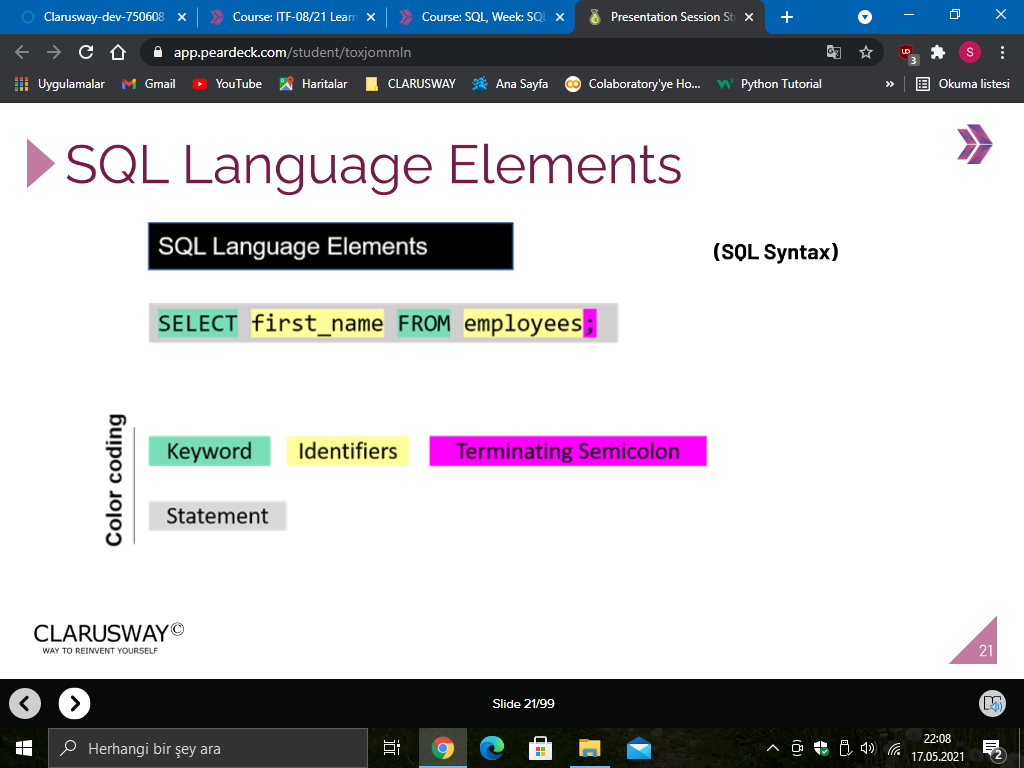 Clarusway-dev-750608
Course: ITF-08/21 Learn
Course: SQL, Week: SQL
Presentation Session St
app.peardeck.com/student/toxjommln
3
S
Uygulamalar
Gmail
YouTube
Haritalar
CLARUSWAY
Ana Sayfa
Colaboratory'ye Ho...
Python Tutorial
»
Okuma listesi
SQL Language Elements
SQL Language Elements
(SQL Syntax)
SELECT first_name FROM employees;
Color coding
Keyword
Identifiers
Terminating Semicolon
Statement
CLARUSWAY©
WAY TO REINVENT YOURSELF
21
Slide 21/99
Herhangi bir şey ara
22:08
17.05.2021
2